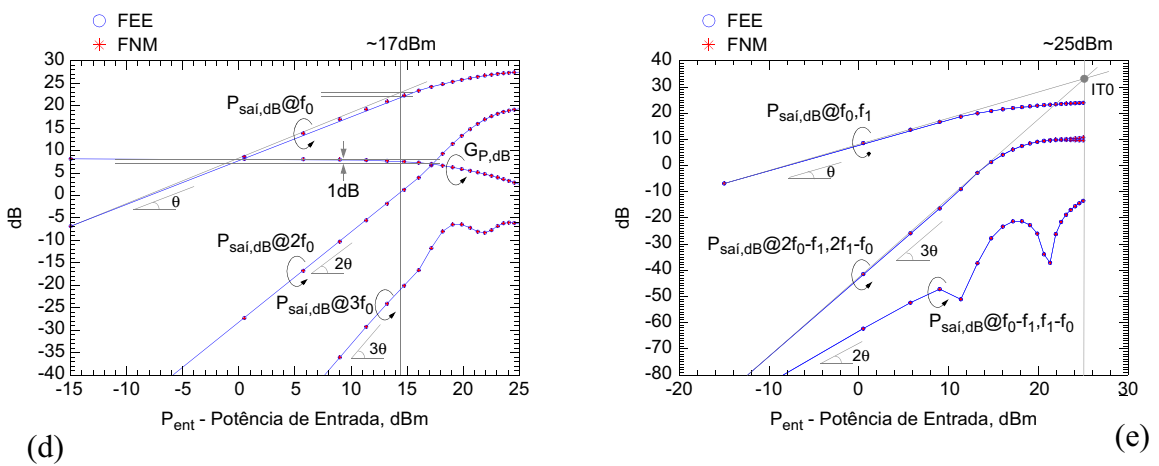 FEE
FNM
~17dBm
30
25
20
15
10
5
0
-5
-10
-15
-20
-25
-30
-35
-40
dB
P_saí,dB@f_0
G_P,dB
1dB
θ
P_saí,dB@2f_0
2θ
P_saí,dB@3f_0
3θ
-15 -10 -5 0 5 10 15 20 25
P_ent - Potência de Entrada, dBm
(d)
FEE
FNM
~25dBm
40
30
20
10
0
-10
-20
-30
-40
-50
-60
-70
-80
dB
IT0
P_saí,dB@f_0,f_1
θ
P_saí,dB@2f_0-f_1,2f_1-f_0
3θ
P_saí,dB@f_0-f_1,f_1-f_0
2θ
-20 -10 0 10 20 30
P_ent - Potência de Entrada, dBm
(e)